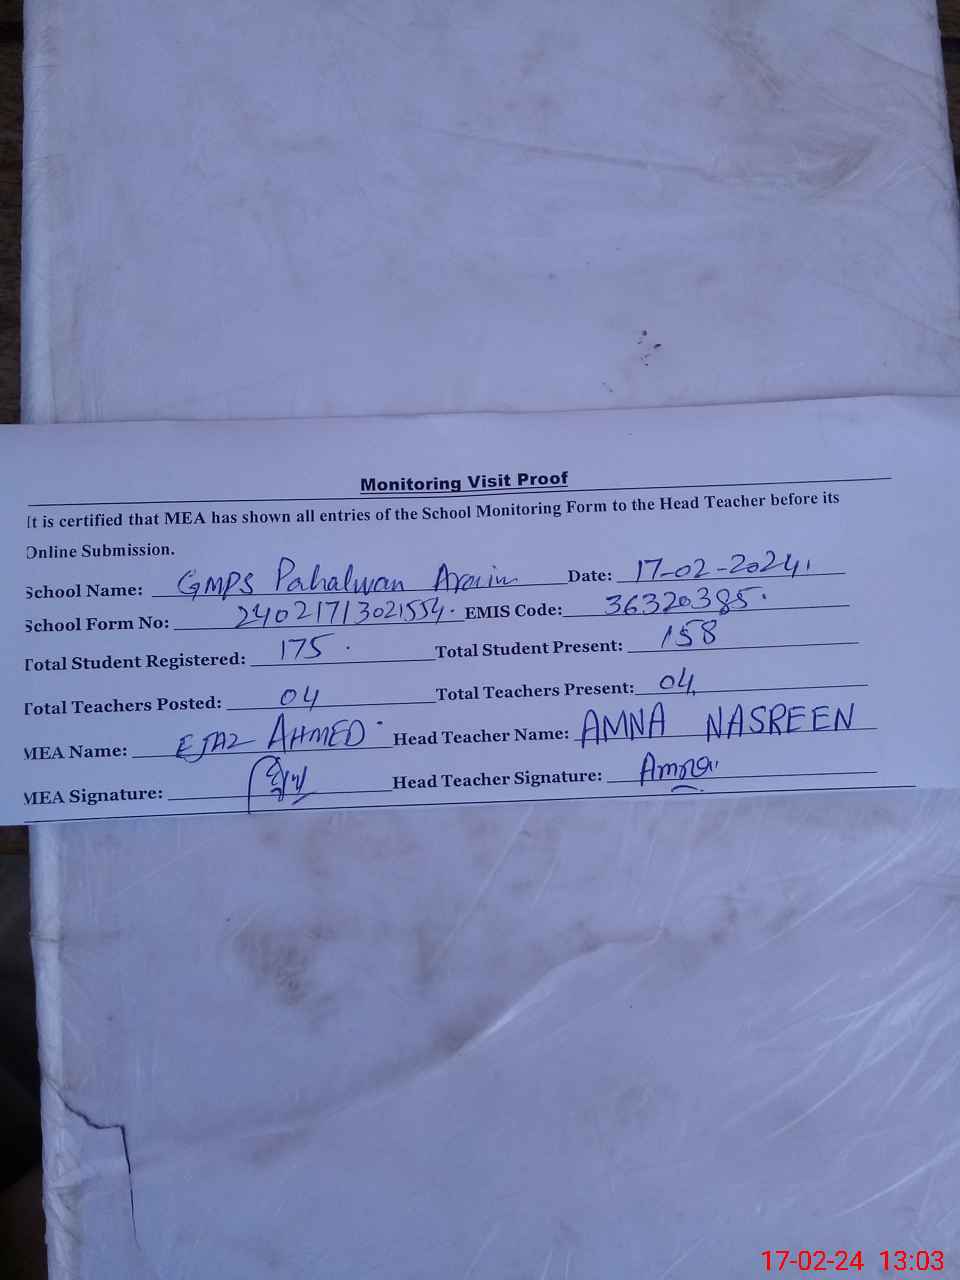 Monitoring Visit Proof
It is certified that MEA has shown all entries of the School Monitoring Form to the Head Teacher before its
Online Submission.
School Name: GMPS Pahalwan Arain Date: 17-02-2024
School Form No: 24021713021554. EMIS Code: 36320385.
Total Student Registered: 175 . Total Student Present: 158
Total Teachers Posted: 04 Total Teachers Present: 04
MEA Name: EJAZ AHMED Head Teacher Name: AMNA NASREEN
MEA Signature: Head Teacher Signature: Amna
17-02-24 13:03